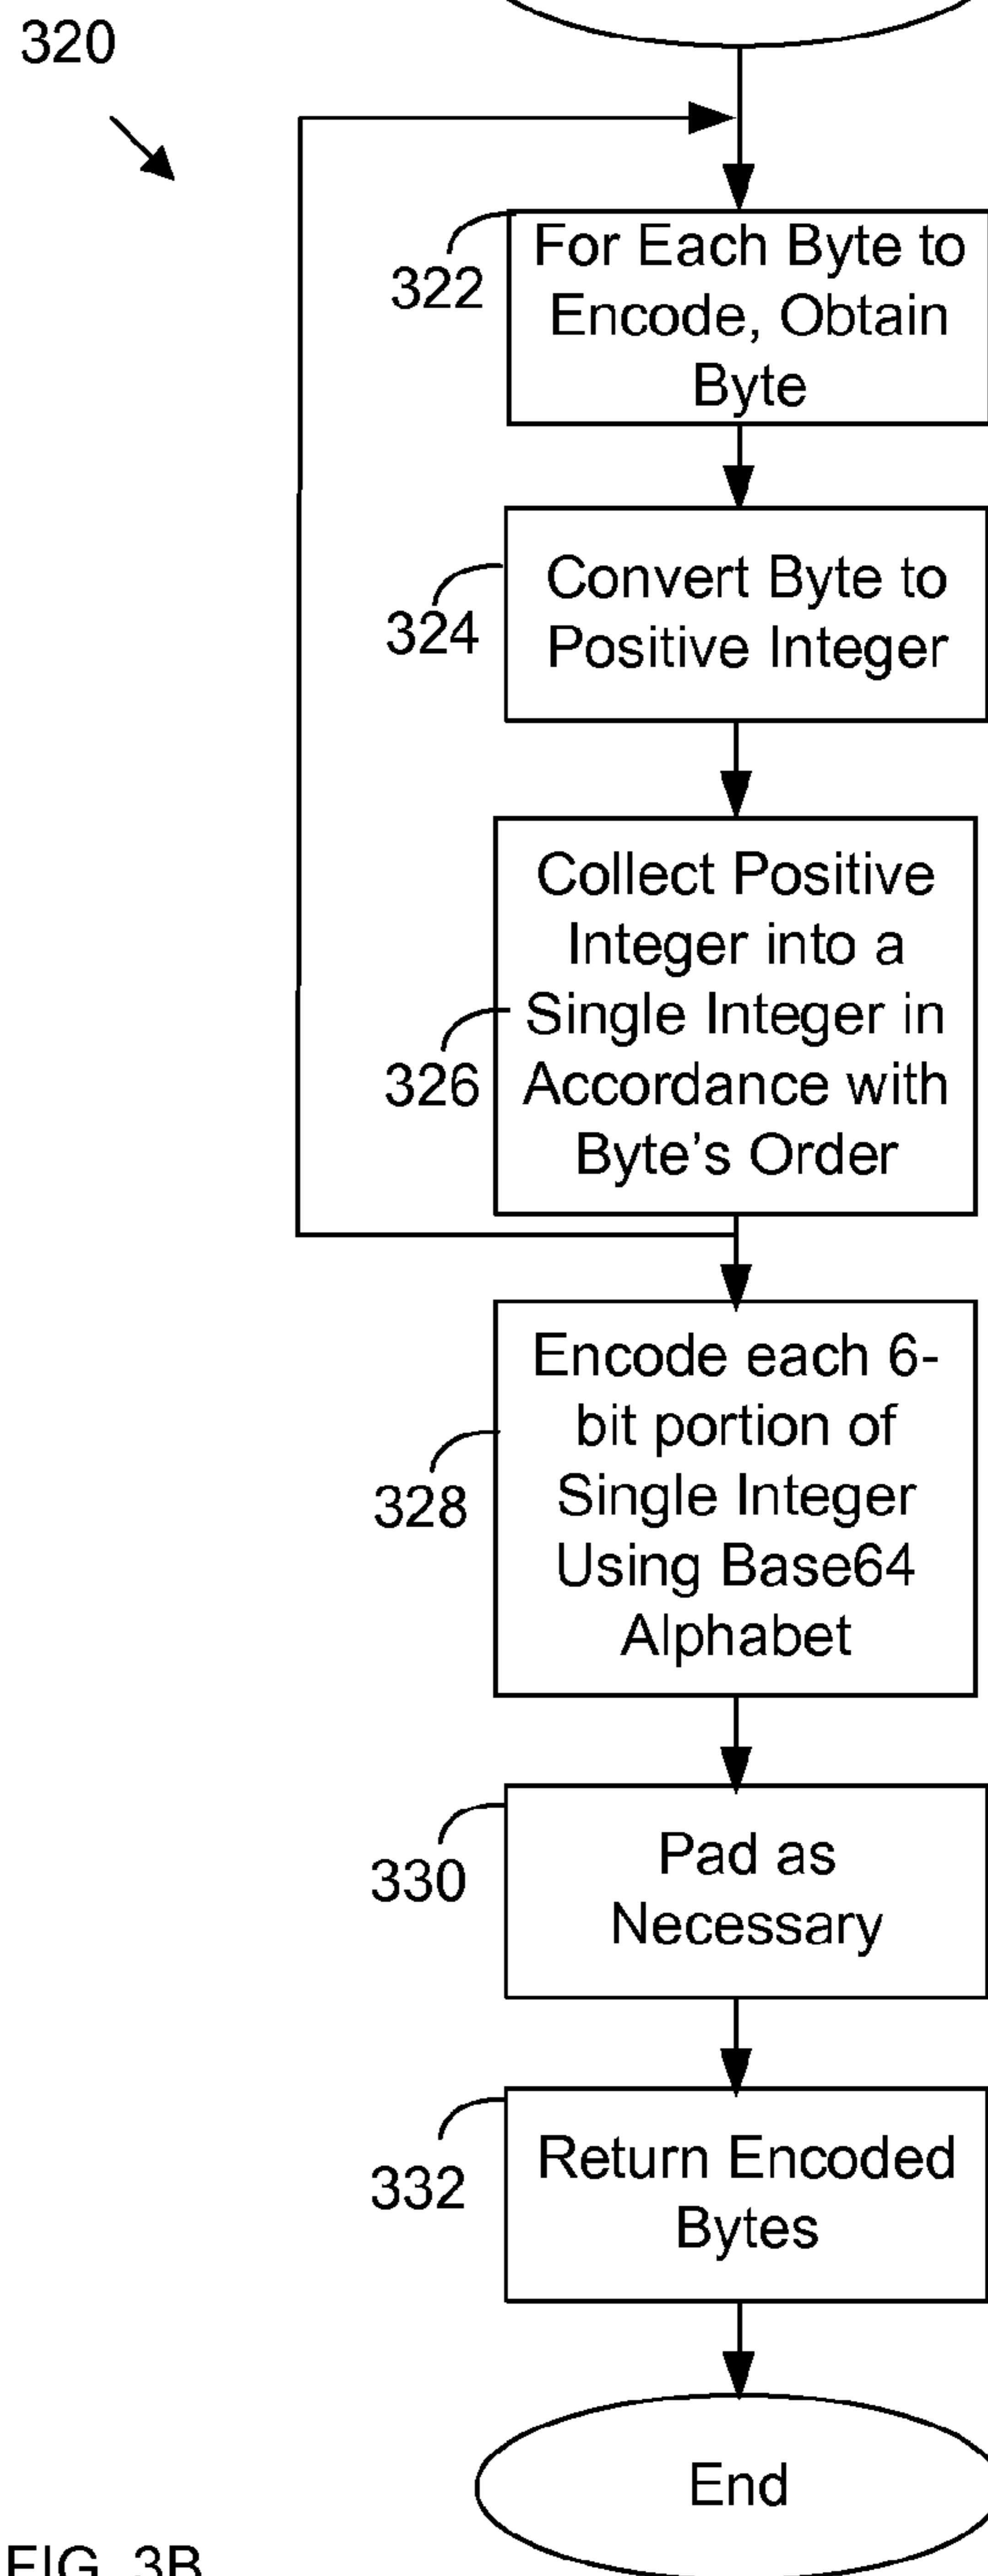 320
322
For Each Byte to
Encode, Obtain
Byte
324
Convert Byte to
Positive Integer
Collect Positive
Integer into a
Single Integer in
Accordance with
Byte’s Order
326
Encode each 6-
bit portion of
Single Integer
Using Base64
Alphabet
328
330
Pad as
Necessary
332
Return Encoded
Bytes
End
FIG. 3B